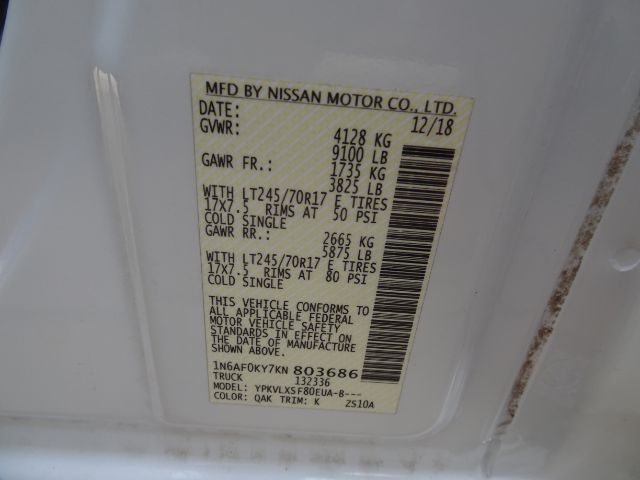 MFD BY NISSAN MOTOR CO., LTD.
DATE: 12/18
GVWR: 4128 KG
9100 LB
GAWR FR.: 1735 KG
3825 LB
WITH LT245/70R17 E TIRES
17X7.5 RIMS AT 50 PSI
COLD SINGLE
GAWR RR.: 2665 KG
5875 LB
WITH LT245/70R17 E TIRES
17X7.5 RIMS AT 80 PSI
COLD SINGLE
THIS VEHICLE CONFORMS TO
ALL APPLICABLE FEDERAL
MOTOR VEHICLE SAFETY
STANDARDS IN EFFECT ON
THE DATE OF MANUFACTURE
SHOWN ABOVE.
1N6AF0KY7KN 803686
TRUCK 132336
MODEL: YPKVLXSF80EUA-B---
COLOR: QAK TRIM: K ZS10A